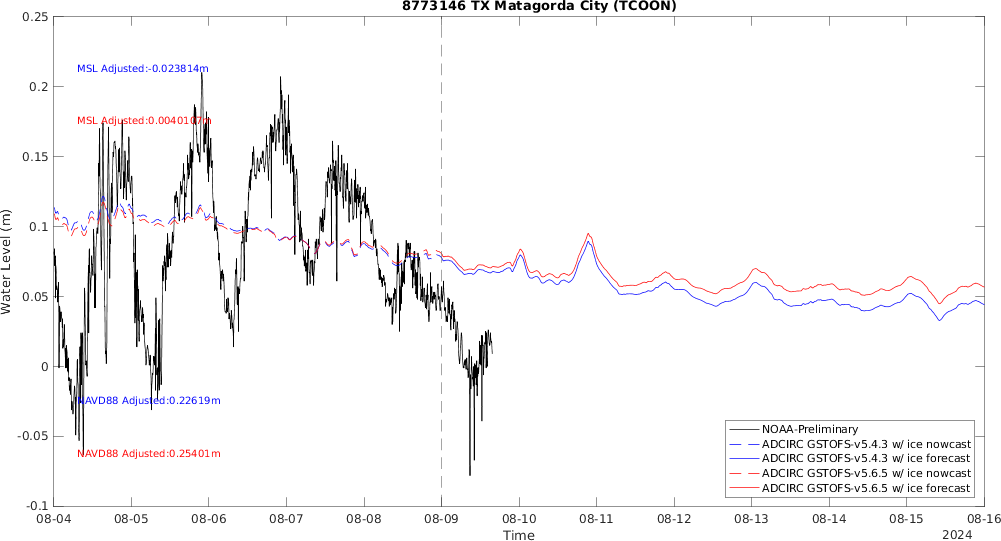 8773146 TX Matagorda City (TCOON)
0.25
0.2
0.15
0.1
0.05
0
-0.05
-0.1
Water Level (m)
MSL Adjusted:-0.023814m
MSL Adjusted:0.0040107m
NAVD88 Adjusted:0.22619m
NAVD88 Adjusted:0.25401m
NOAA-Preliminary
ADCIRC GSTOFS-v5.4.3 w/ ice nowcast
ADCIRC GSTOFS-v5.4.3 w/ ice forecast
ADCIRC GSTOFS-v5.6.5 w/ ice nowcast
ADCIRC GSTOFS-v5.6.5 w/ ice forecast
08-04 08-05 08-06 08-07 08-08 08-09 08-10 08-11 08-12 08-13 08-14 08-15 08-16
Time
2024